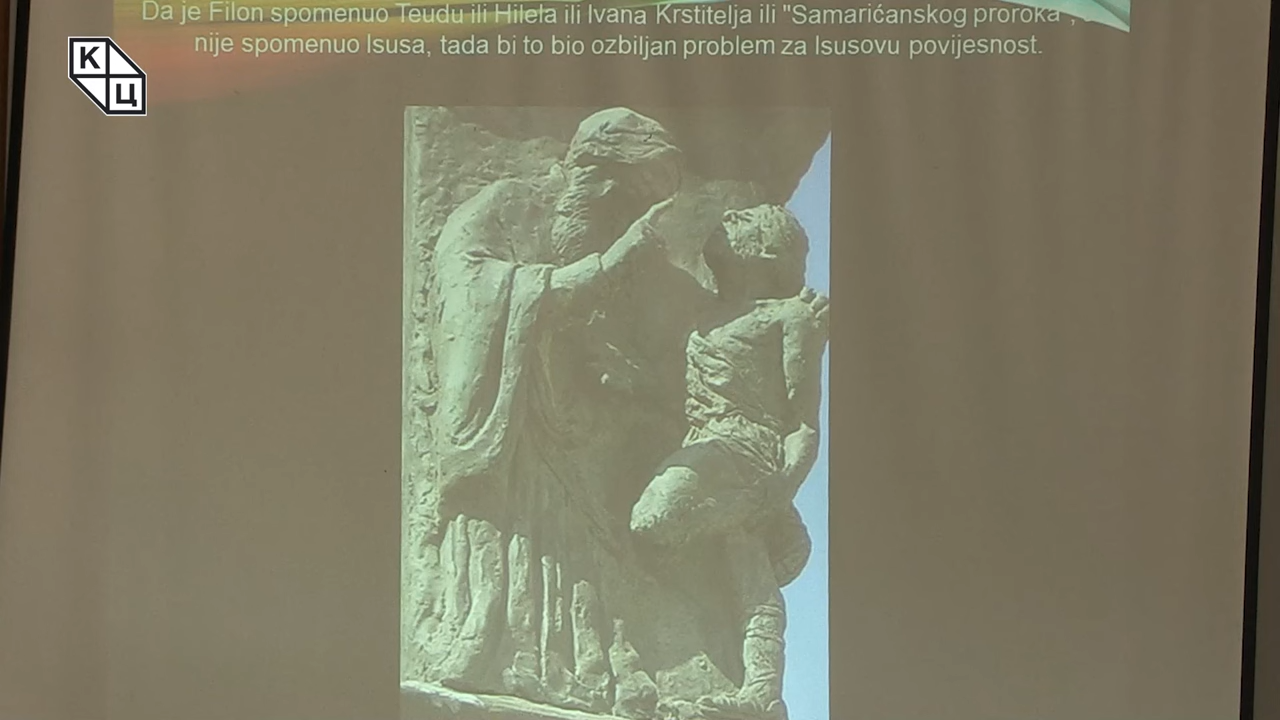 Da je Filon spomenuo Teudu ili Hilela ili Ivana Krstitelja ili "Samarićanskog proroka",
nije spomenuo Isusa, tada bi to bio ozbiljan problem za Isusovu povijesnost.
К
Ц